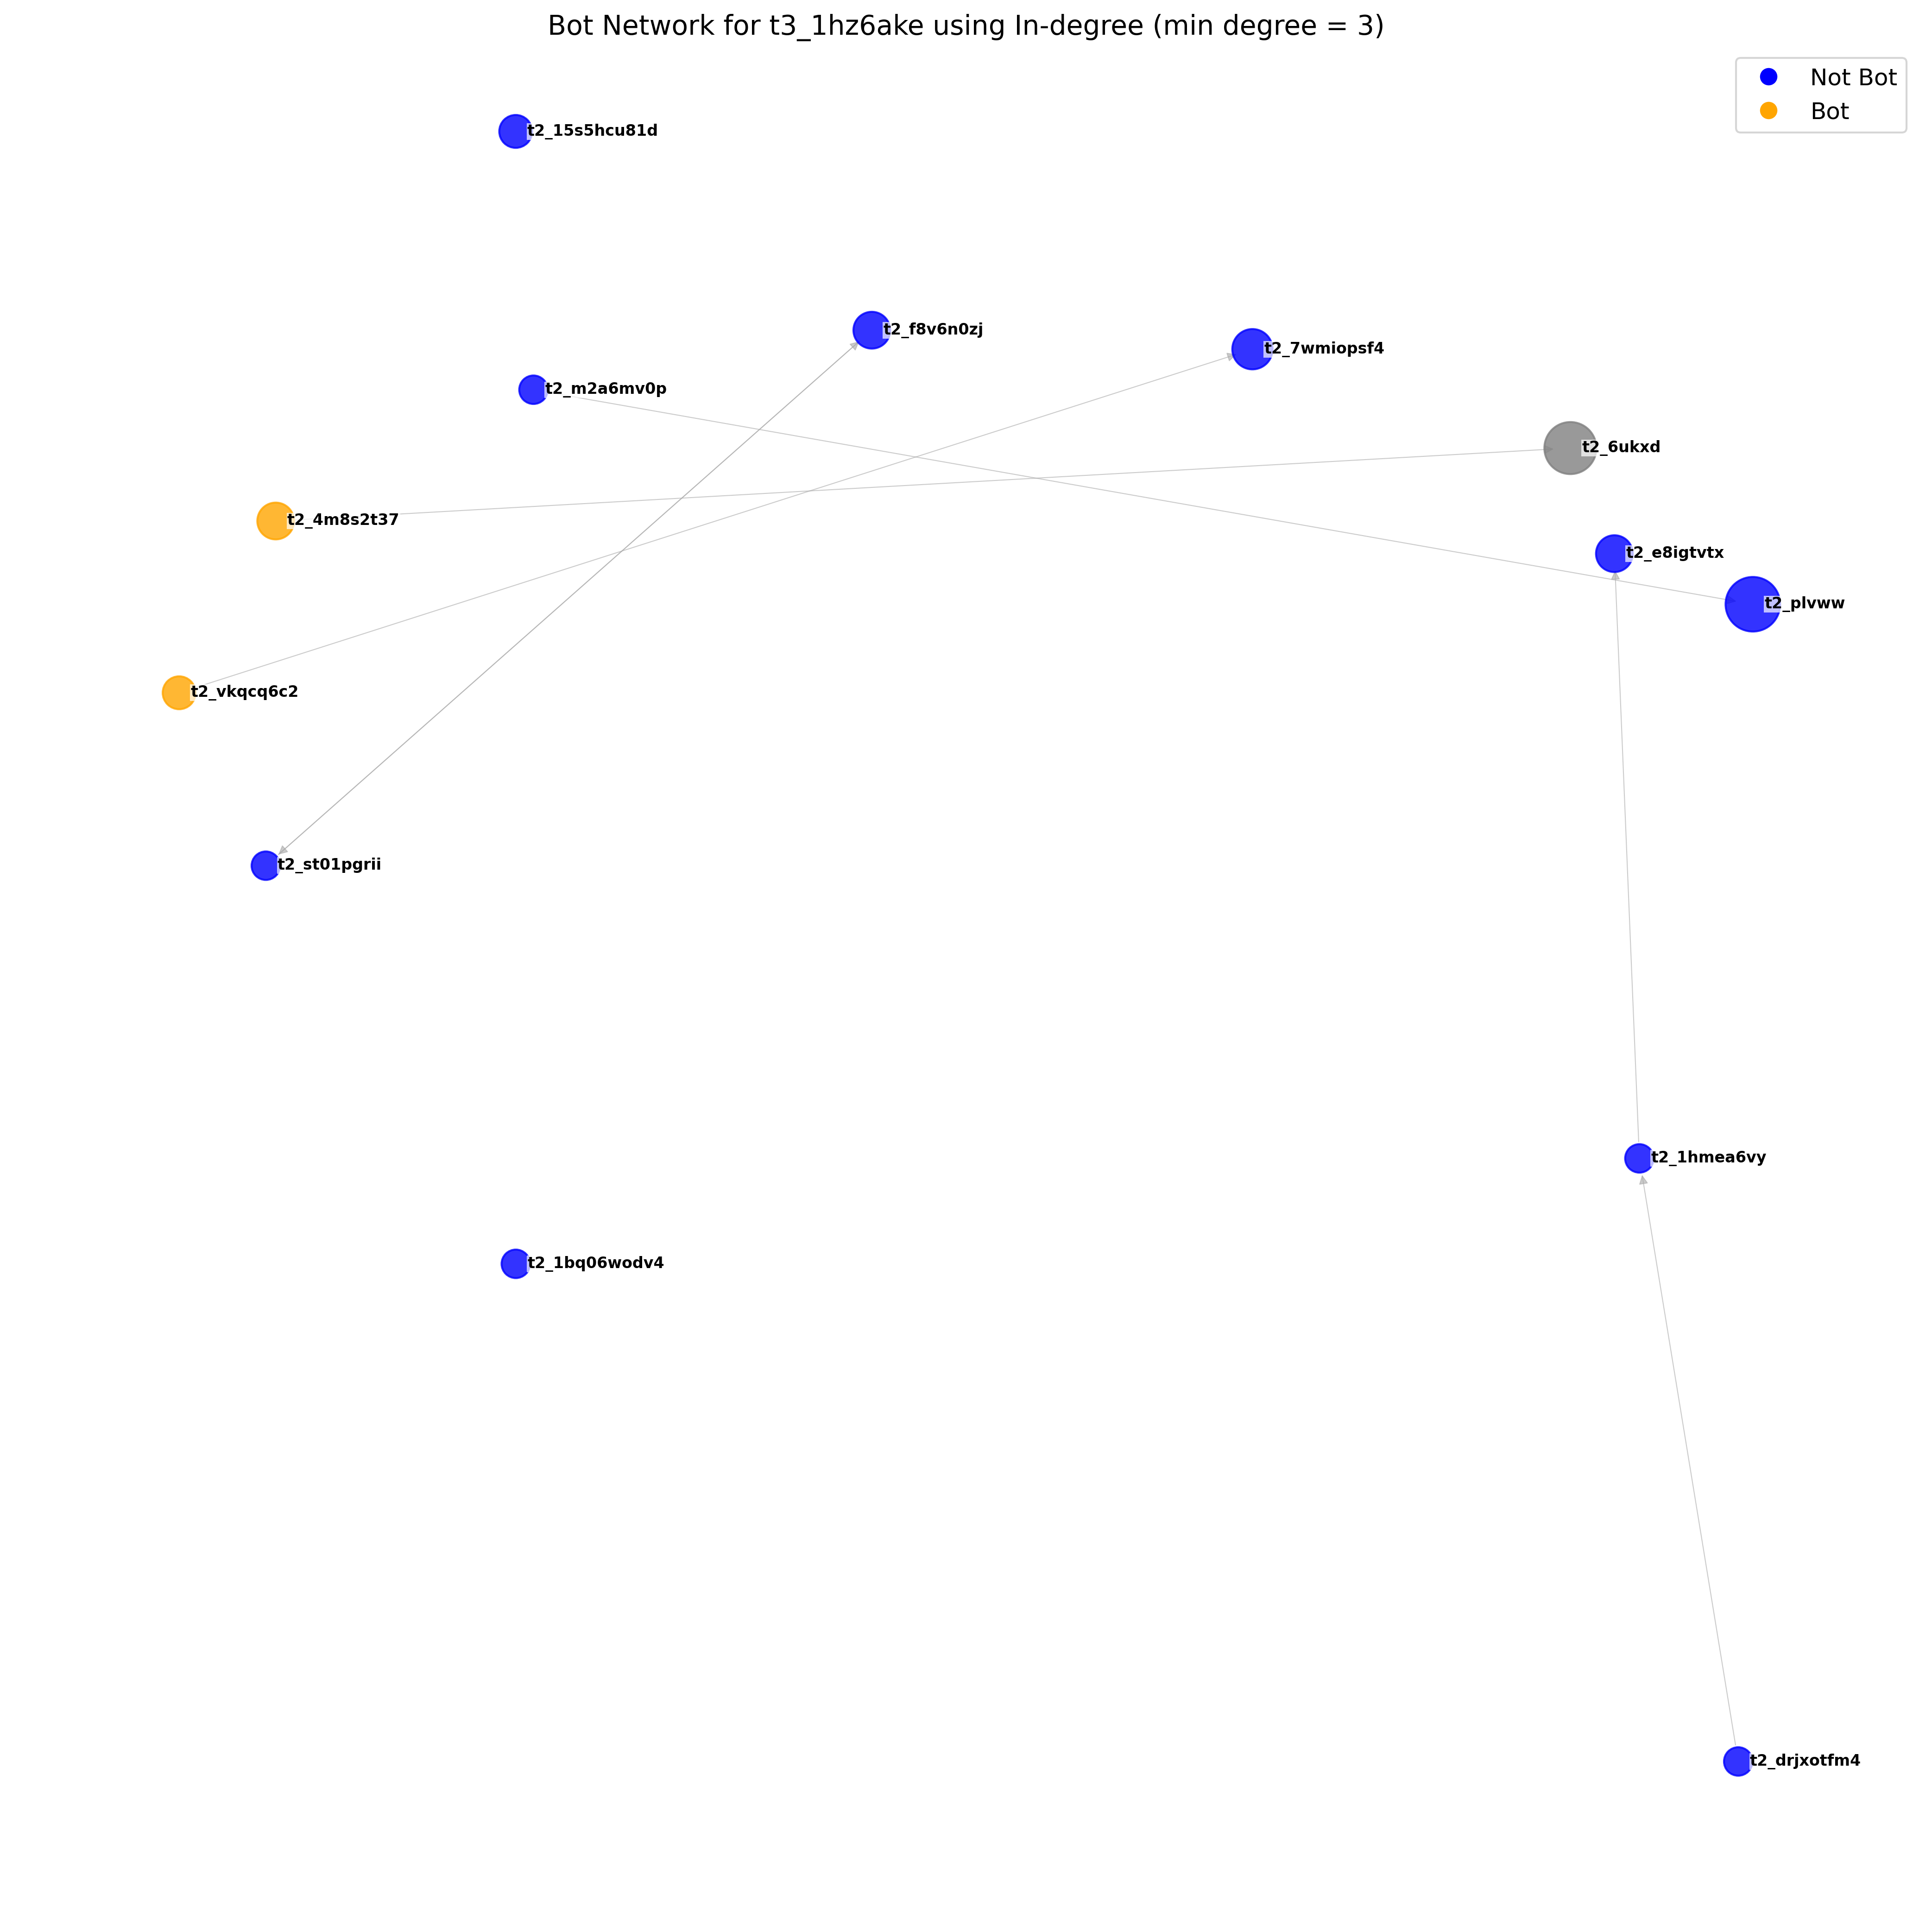 Bot Network for t3_1hz6ake using In-degree (min degree = 3)
Not Bot
Bot
t2_15s5hcu81d
t2_f8v6n0zj
t2_7wmiopsf4
t2_m2a6mv0p
t2_6ukxd
t2_4m8s2t37
t2_e8igtvtx
t2_plvww
t2_vkqcq6c2
t2_st01pgrii
t2_1hmea6vy
t2_1bq06wodv4
t2_drjxotfm4